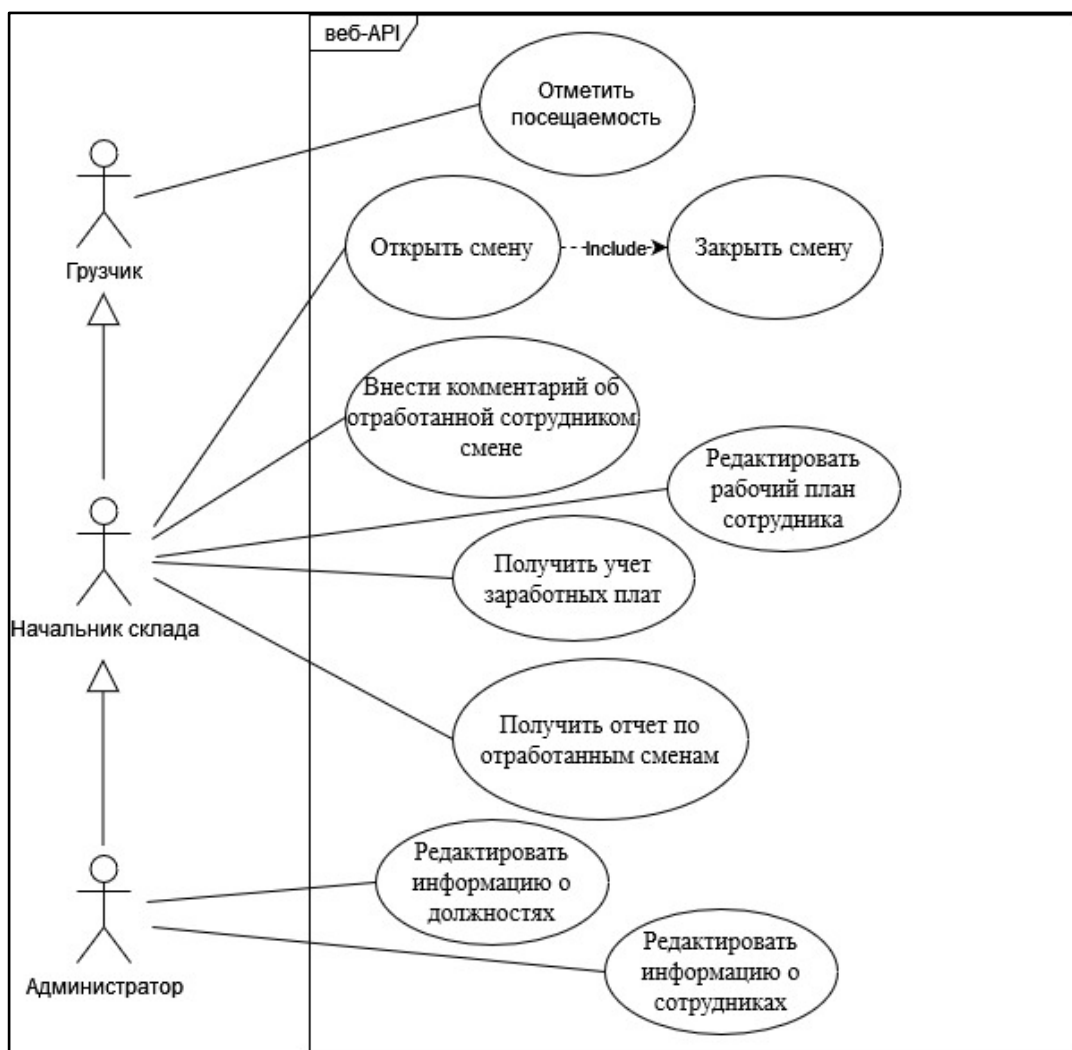 веб-API
Отметить
посещаемость
Грузчик
Открыть смену
Include
Закрыть смену
Внести комментарий об
отработанной сотрудником
смене
Редактировать
рабочий план
сотрудника
Начальник склада
Получить учет
заработных плат
Получить отчет по
отработанным сменам
Редактировать
информацию о
должностях
Администратор
Редактировать
информацию о
сотрудниках